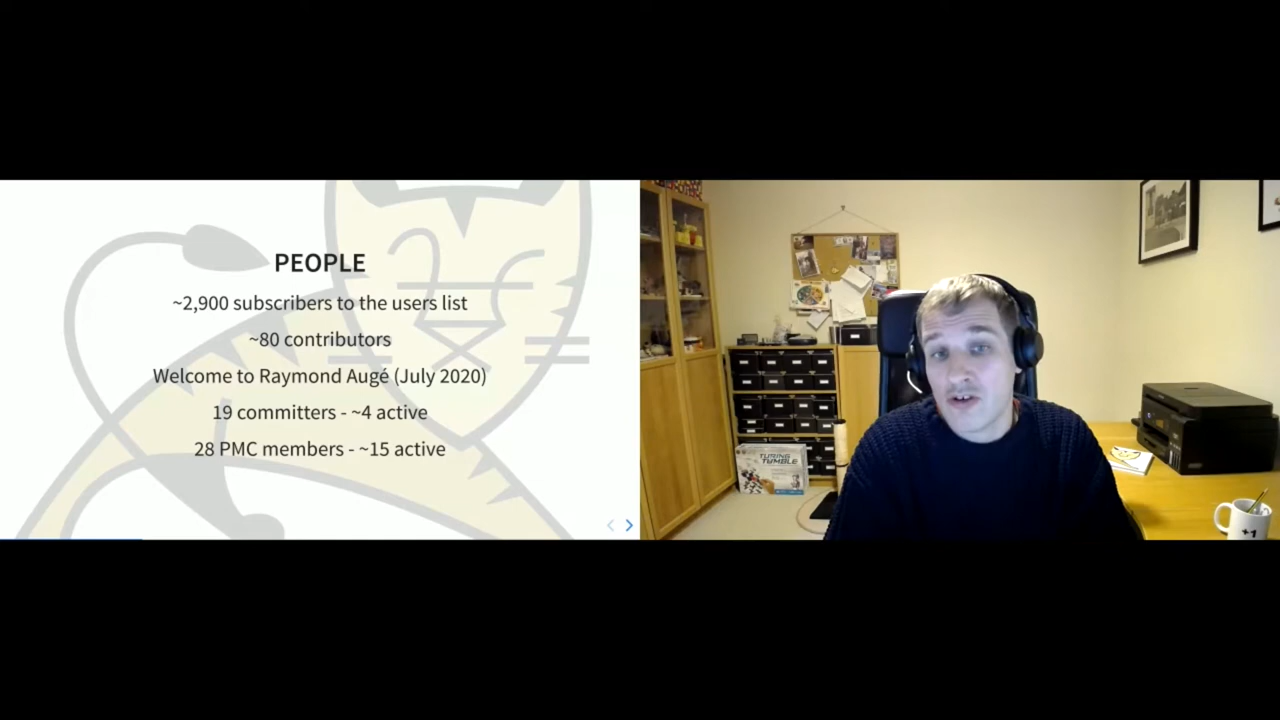 PEOPLE
~2,900 subscribers to the users list
~80 contributors
Welcome to Raymond Augé (July 2020)
19 committers - ~4 active
28 PMC members - ~15 active
TURING
TUMBLE
+1